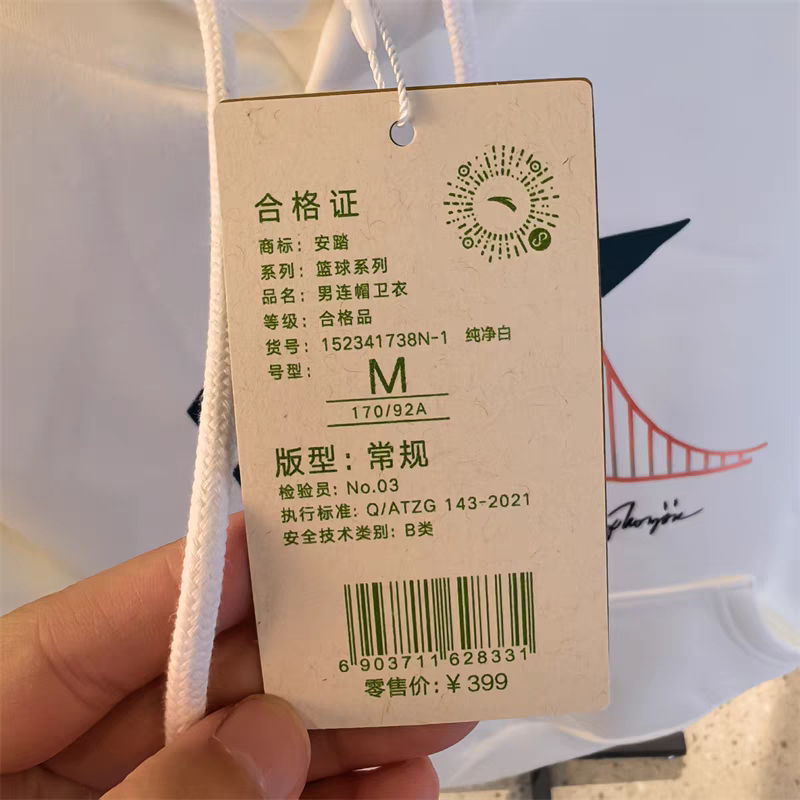 合格证
商标：安踏
系列：篮球系列
品名：男连帽卫衣
等级：合格品
货号：152341738N-1 纯净白
号型：
M
170/92A
版型：常规
检验员：No.03
执行标准：Q/ATZG 143-2021
安全技术类别：B类
6 903711 628331
零售价：¥ 399